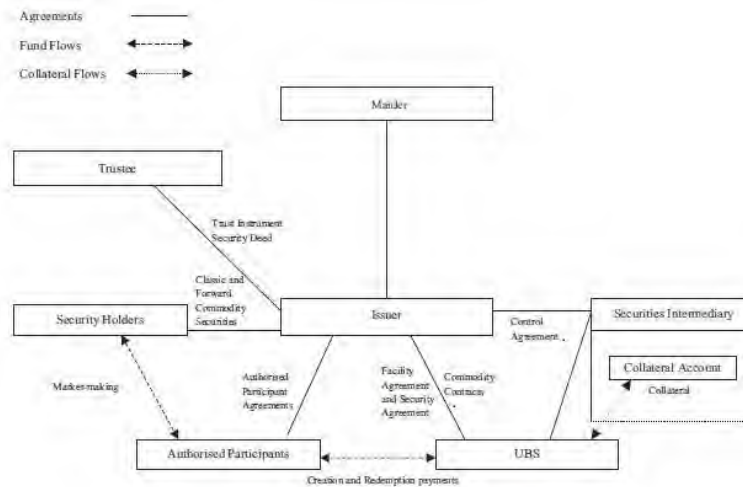 Agreements
Fund Flows
Collateral Flows
Master
Trustee
Trust Instrument
Security Deed
Classic and
Forward
Commodity
Securities
Security Holders
Issuer
Control
Agreement
Securities Intermediary
Collateral Account
Collateral
Market-making
Authorised
Participant
Agreements
Facility
Agreement
and Security
Agreement
Commodity
Contracts
Authorised Participants
UBS
Creation and Redemption payments